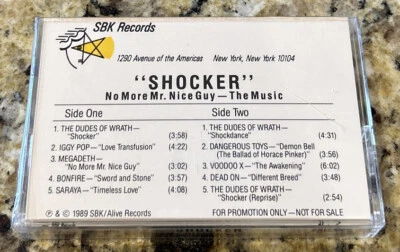 SBK Records
1290 Avenue of the Americas New York, New York 10104
"SHOCKER"
No More Mr. Nice Guy—The Music
Side One
1. THE DUDES OF WRATH—
"Shocker" (3:58)
2. IGGY POP—"Love Transfusion" (4:22)
3. MEGADETH—
"No More Mr. Nice Guy" (3:02)
4. BONFIRE—"Sword and Stone" (5:22)
5. SARAYA—"Timeless Love" (4:08)
Side Two
1. THE DUDES OF WRATH—
"Shockdance" (4:31)
2. DANGEROUS TOYS—"Demon Bell
(The Ballad of Horace Pinker) (3:56)
3. VOODOO X—"The Awakening" (6:02)
4. DEAD ON—"Different Breed" (3:48)
5. THE DUDES OF WRATH—
"Shocker (Reprise)" (2:54)
℗ & © 1989 SBK/Alive Records
FOR PROMOTION ONLY—NOT FOR SALE